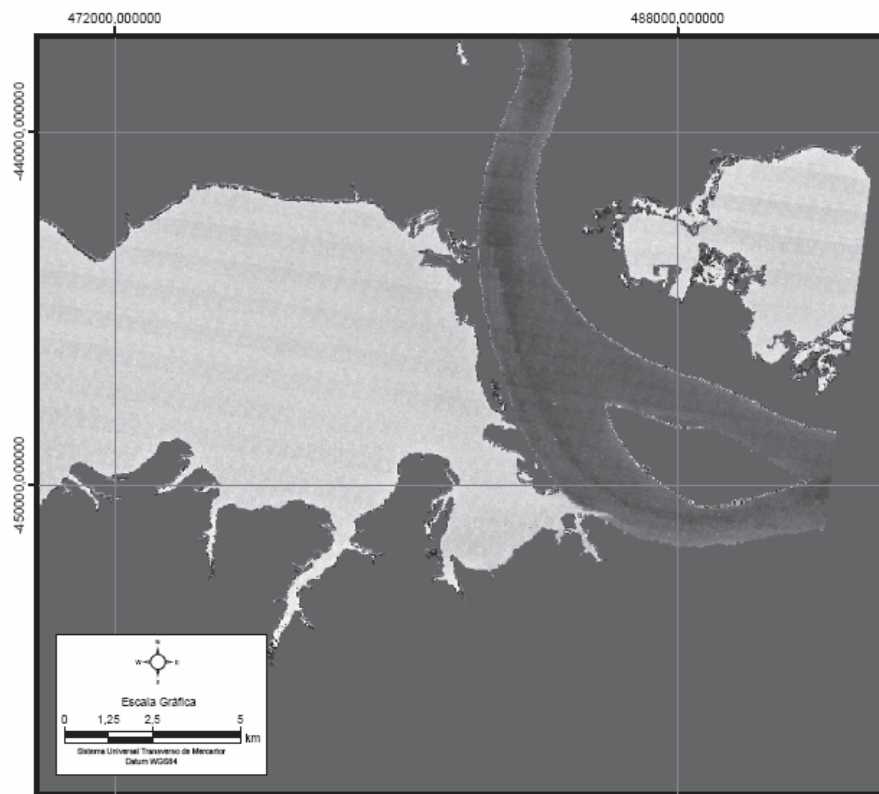 472000,000000
488000,000000
-440000,000000
-450000,000000
N
W E
S
Escala Gráfica
0 1,25 2,5 5
km
Sistema Universal Transverso de Mercartor
Datum WGS84